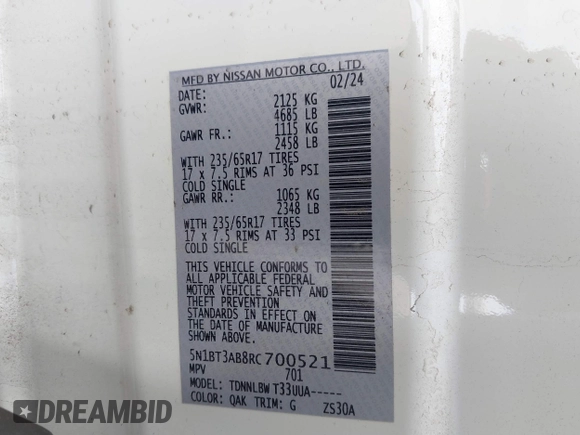 MFD BY NISSAN MOTOR CO., LTD.
DATE: 02/24
GVWR: 2125 KG
4685 LB
GAWR FR.: 1115 KG
2458 LB
WITH 235/65R17 TIRES
17 x 7.5 RIMS AT 36 PSI
COLD SINGLE
GAWR RR.: 1065 KG
2348 LB
WITH 235/65R17 TIRES
17 x 7.5 RIMS AT 33 PSI
COLD SINGLE
THIS VEHICLE CONFORMS TO
ALL APPLICABLE FEDERAL
MOTOR VEHICLE SAFETY AND
THEFT PREVENTION
STANDARDS IN EFFECT ON
THE DATE OF MANUFACTURE
SHOWN ABOVE.
5N1BT3AB8RC700521
MPV 701
MODEL: TDNNLBW T33UUA-----
COLOR: QAK TRIM: G ZS30A
DREAMBID
DREAMBID